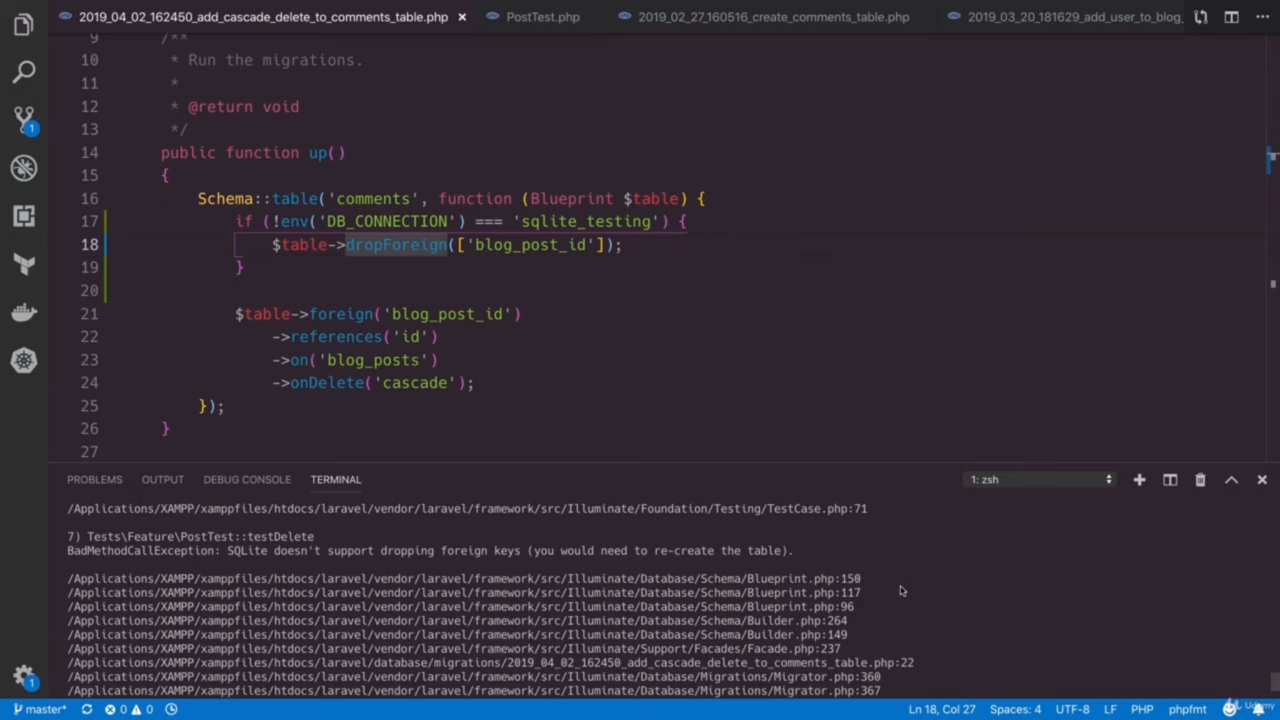 2019_04_02_162450_add_cascade_delete_to_comments_table.php PostTest.php 2019_02_27_160516_create_comments_table.php 2019_03_20_181629_add_user_to_blog_
9 /**
10 * Run the migrations.
11 *
12 * @return void
13 */
14 public function up()
15 {
16 Schema::table('comments', function (Blueprint $table) {
17 if (!env('DB_CONNECTION') === 'sqlite_testing') {
18 $table->dropForeign(['blog_post_id']);
19 }
20
21 $table->foreign('blog_post_id')
22 ->references('id')
23 ->on('blog_posts')
24 ->onDelete('cascade');
25 });
26 }
27
PROBLEMS OUTPUT DEBUG CONSOLE TERMINAL 1: zsh
/Applications/XAMPP/xamppfiles/htdocs/laravel/vendor/laravel/framework/src/Illuminate/Foundation/Testing/TestCase.php:71
7) Tests\Feature\PostTest::testDelete
BadMethodCallException: SQLite doesn't support dropping foreign keys (you would need to re-create the table).
/Applications/XAMPP/xamppfiles/htdocs/laravel/vendor/laravel/framework/src/Illuminate/Database/Schema/Blueprint.php:150
/Applications/XAMPP/xamppfiles/htdocs/laravel/vendor/laravel/framework/src/Illuminate/Database/Schema/Blueprint.php:117
/Applications/XAMPP/xamppfiles/htdocs/laravel/vendor/laravel/framework/src/Illuminate/Database/Schema/Blueprint.php:96
/Applications/XAMPP/xamppfiles/htdocs/laravel/vendor/laravel/framework/src/Illuminate/Database/Schema/Builder.php:264
/Applications/XAMPP/xamppfiles/htdocs/laravel/vendor/laravel/framework/src/Illuminate/Database/Schema/Builder.php:149
/Applications/XAMPP/xamppfiles/htdocs/laravel/vendor/laravel/framework/src/Illuminate/Support/Facades/Facade.php:237
/Applications/XAMPP/xamppfiles/htdocs/laravel/database/migrations/2019_04_02_162450_add_cascade_delete_to_comments_table.php:22
/Applications/XAMPP/xamppfiles/htdocs/laravel/vendor/laravel/framework/src/Illuminate/Database/Migrations/Migrator.php:360
/Applications/XAMPP/xamppfiles/htdocs/laravel/vendor/laravel/framework/src/Illuminate/Database/Migrations/Migrator.php:367
1
1
master* 0 0 Ln 18, Col 27 Spaces: 4 UTF-8 LF PHP phpfmt Udemy